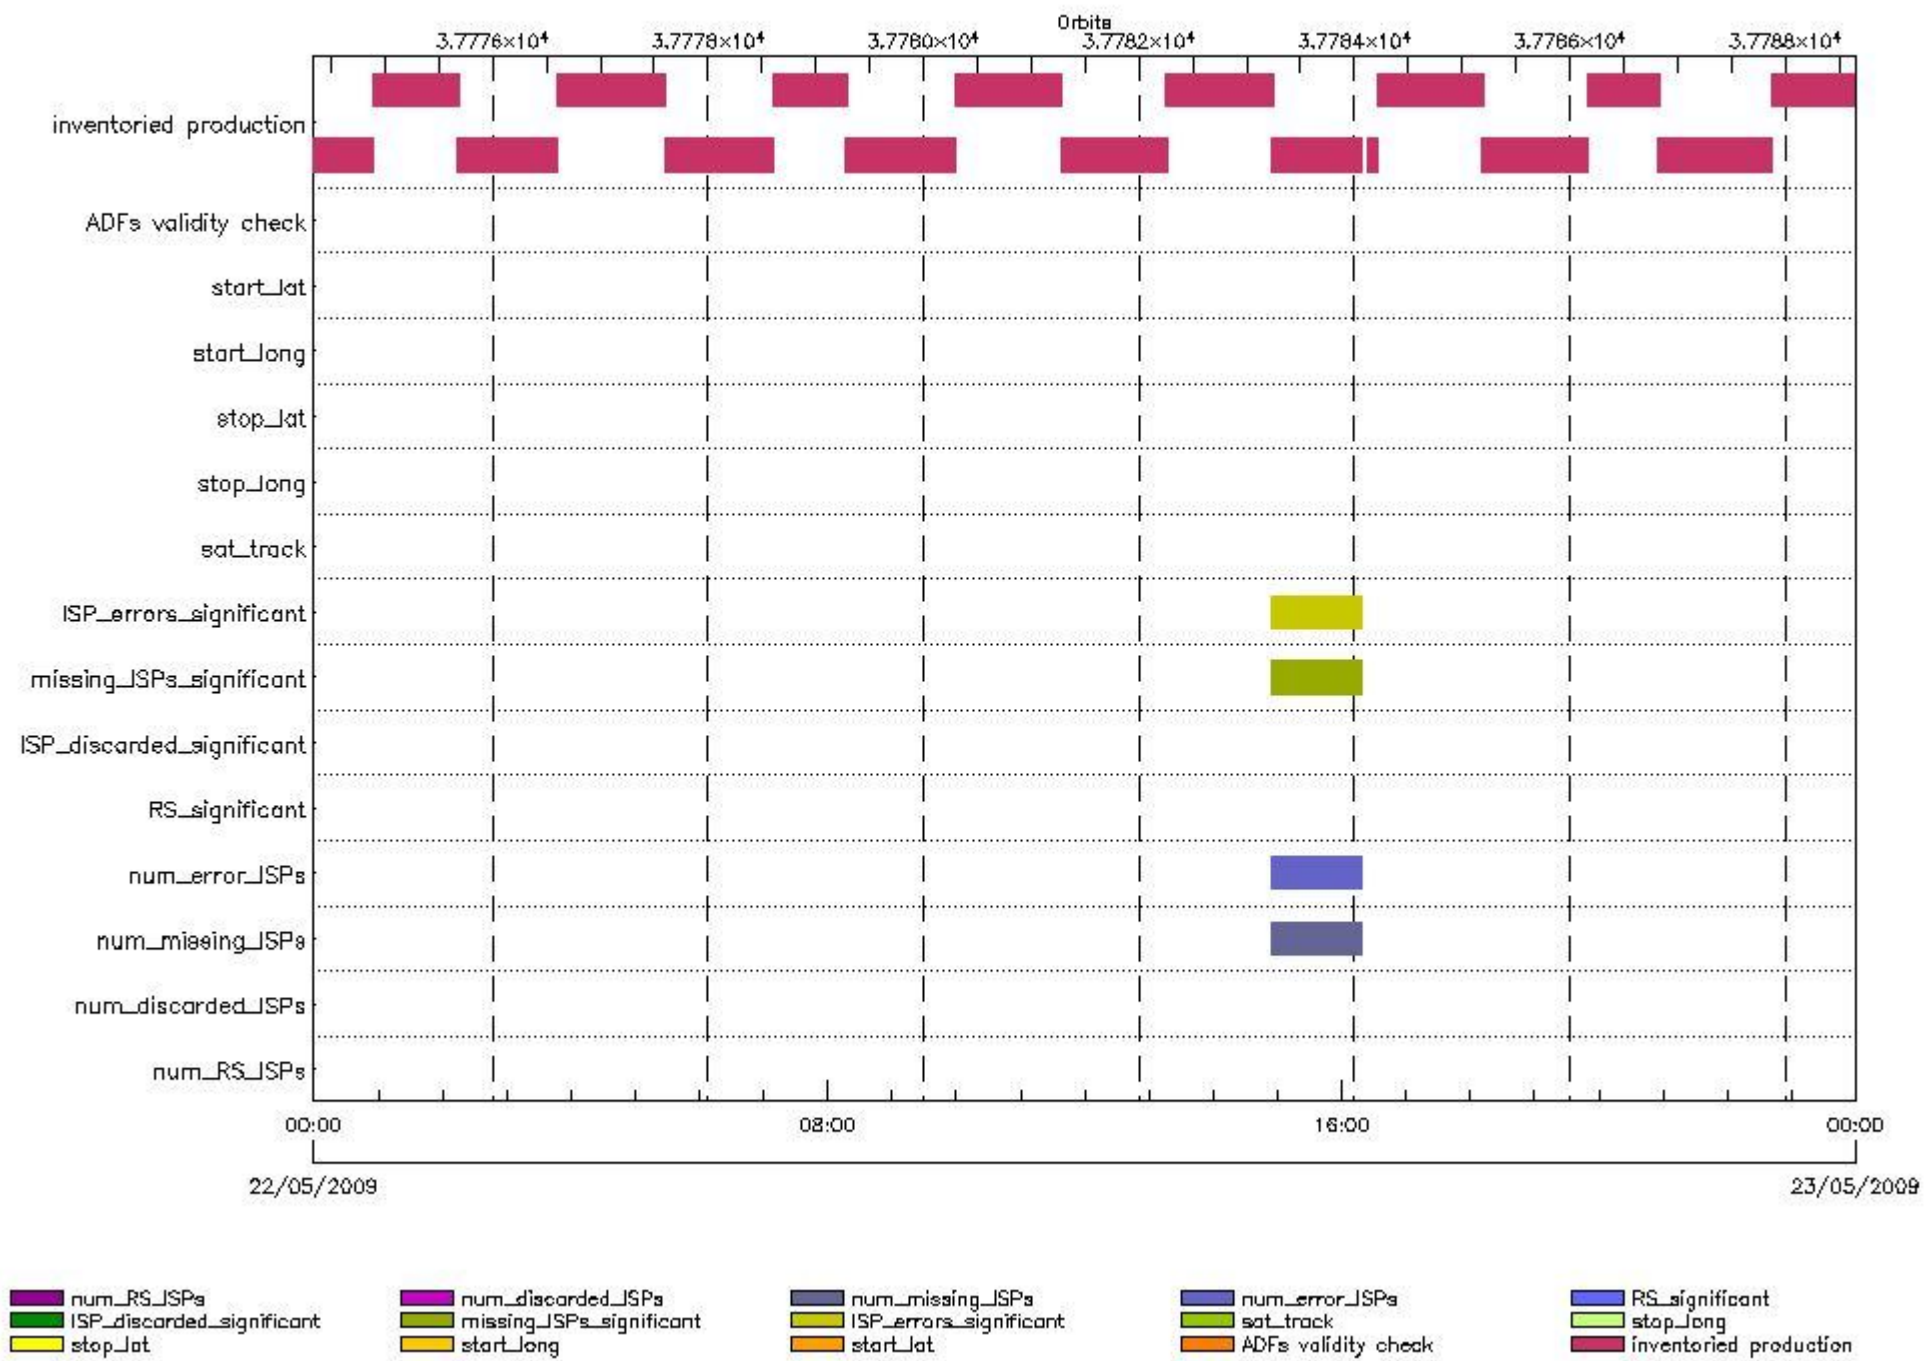 Orbits
3.7776×10⁴ 3.7778×10⁴ 3.7780×10⁴ 3.7782×10⁴ 3.7784×10⁴ 3.7786×10⁴ 3.7788×10⁴
inventoried production
ADFs validity check
start_lat
start_long
stop_lat
stop_long
sat_track
ISP_errors_significant
missing_ISPs_significant
ISP_discarded_significant
RS_significant
num_error_ISPs
num_missing_ISPs
num_discarded_ISPs
num_RS_ISPs
00:00 08:00 16:00 00:00
22/05/2009 23/05/2009
num_RS_ISPs num_discarded_ISPs num_missing_ISPs num_error_ISPs RS_significant
ISP_discarded_significant missing_ISPs_significant ISP_errors_significant sat_track stop_long
stop_lat start_long start_lat ADFs validity check inventoried production